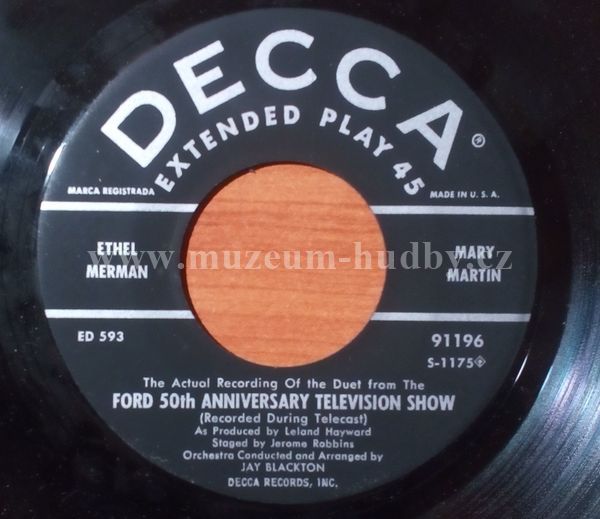 DECCA®
EXTENDED PLAY 45
MARCA REGISTRADA
MADE IN U. S. A.
ETHEL
MERMAN
MARY
MARTIN
www.muzeum-hudby.cz
ED 593
91196
S-1175
The Actual Recording Of the Duet from The
FORD 50th ANNIVERSARY TELEVISION SHOW
(Recorded During Telecast)
As Produced by Leland Hayward
Staged by Jerome Robbins
Orchestra Conducted and Arranged by
JAY BLACKTON
DECCA RECORDS, INC.